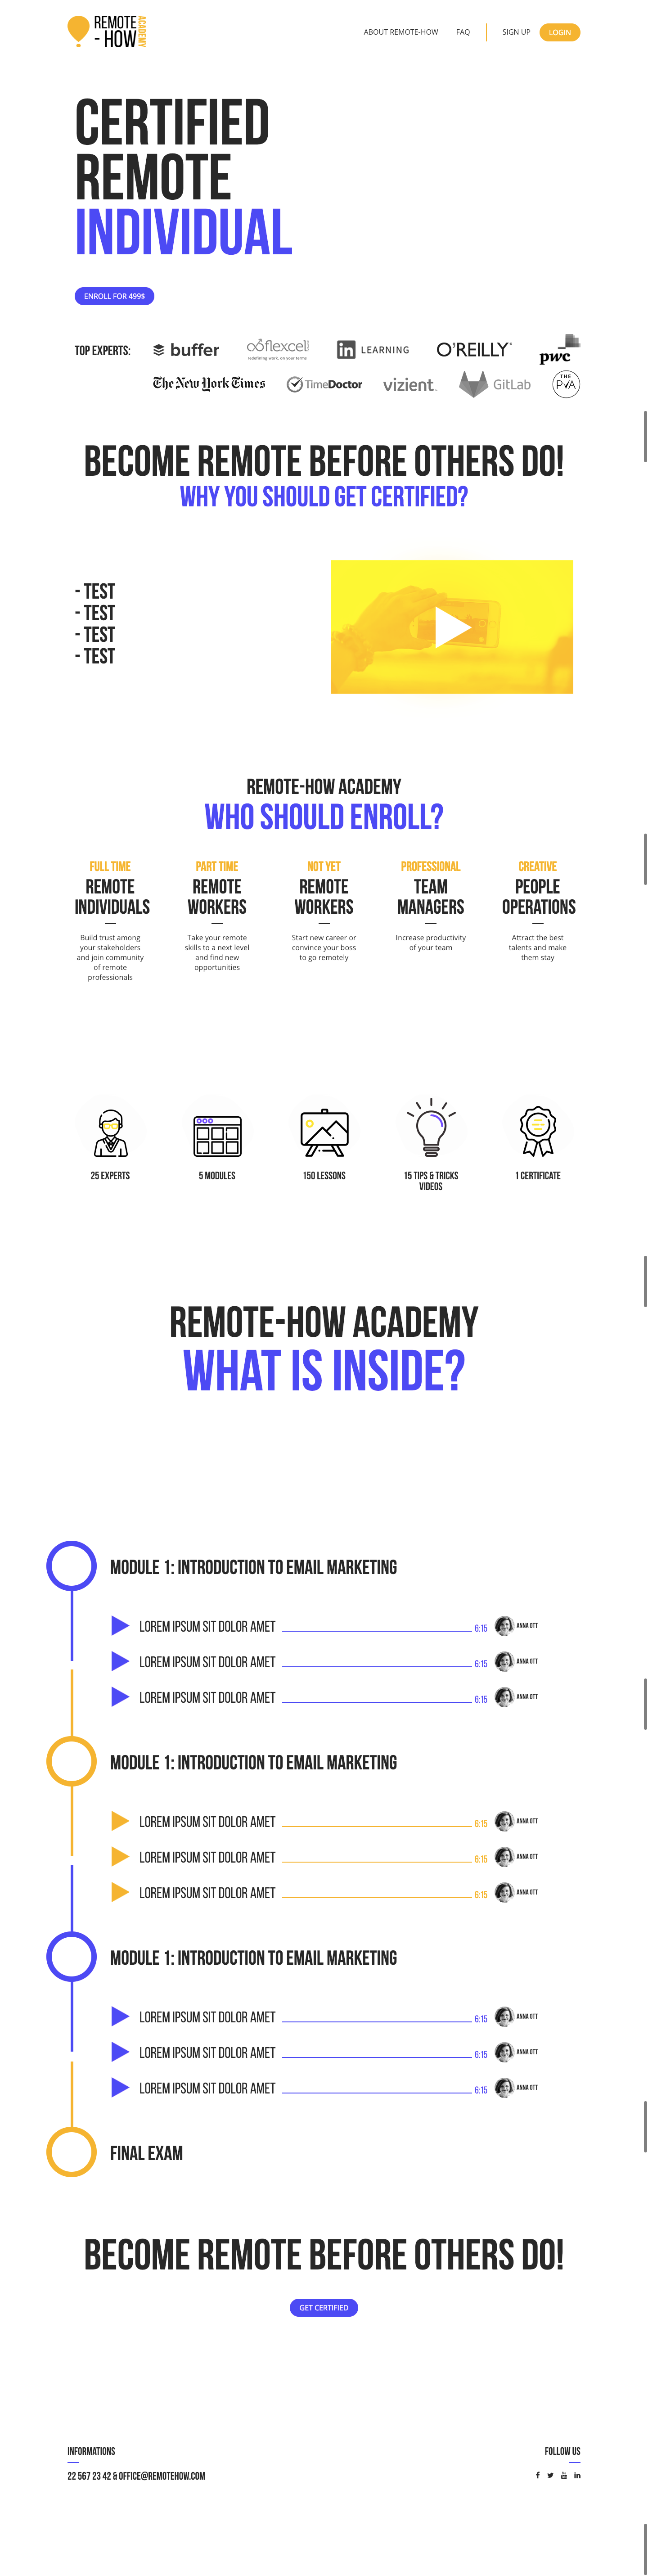 REMOTE
- HOW
ACADEMY
ABOUT REMOTE-HOW FAQ SIGN UP LOGIN
CERTIFIED
REMOTE
INDIVIDUAL
ENROLL FOR 499$
TOP EXPERTS: buffer flexcel LEARNING O'REILLY pwc
redefining work, on your terms
The New York Times TimeDoctor vizient GitLab THE PVA
BECOME REMOTE BEFORE OTHERS DO!
WHY YOU SHOULD GET CERTIFIED?
- TEST
- TEST
- TEST
- TEST
REMOTE-HOW ACADEMY
WHO SHOULD ENROLL?
FULL TIME
REMOTE
INDIVIDUALS
Build trust among
your stakeholders
and join community
of remote
professionals
PART TIME
REMOTE
WORKERS
Take your remote
skills to a next level
and find new
opportunities
NOT YET
REMOTE
WORKERS
Start new career or
convince your boss
to go remotely
PROFESSIONAL
TEAM
MANAGERS
Increase productivity
of your team
CREATIVE
PEOPLE
OPERATIONS
Attract the best
talents and make
them stay
25 EXPERTS
5 MODULES
150 LESSONS
15 TIPS & TRICKS
VIDEOS
1 CERTIFICATE
REMOTE-HOW ACADEMY
WHAT IS INSIDE?
MODULE 1: INTRODUCTION TO EMAIL MARKETING
LOREM IPSUM SIT DOLOR AMET 6:15 ANNA OTT
LOREM IPSUM SIT DOLOR AMET 6:15 ANNA OTT
LOREM IPSUM SIT DOLOR AMET 6:15 ANNA OTT
MODULE 1: INTRODUCTION TO EMAIL MARKETING
LOREM IPSUM SIT DOLOR AMET 6:15 ANNA OTT
LOREM IPSUM SIT DOLOR AMET 6:15 ANNA OTT
LOREM IPSUM SIT DOLOR AMET 6:15 ANNA OTT
MODULE 1: INTRODUCTION TO EMAIL MARKETING
LOREM IPSUM SIT DOLOR AMET 6:15 ANNA OTT
LOREM IPSUM SIT DOLOR AMET 6:15 ANNA OTT
LOREM IPSUM SIT DOLOR AMET 6:15 ANNA OTT
FINAL EXAM
BECOME REMOTE BEFORE OTHERS DO!
GET CERTIFIED
INFORMATIONS FOLLOW US
22 567 23 42 & OFFICE@REMOTEHOW.COM